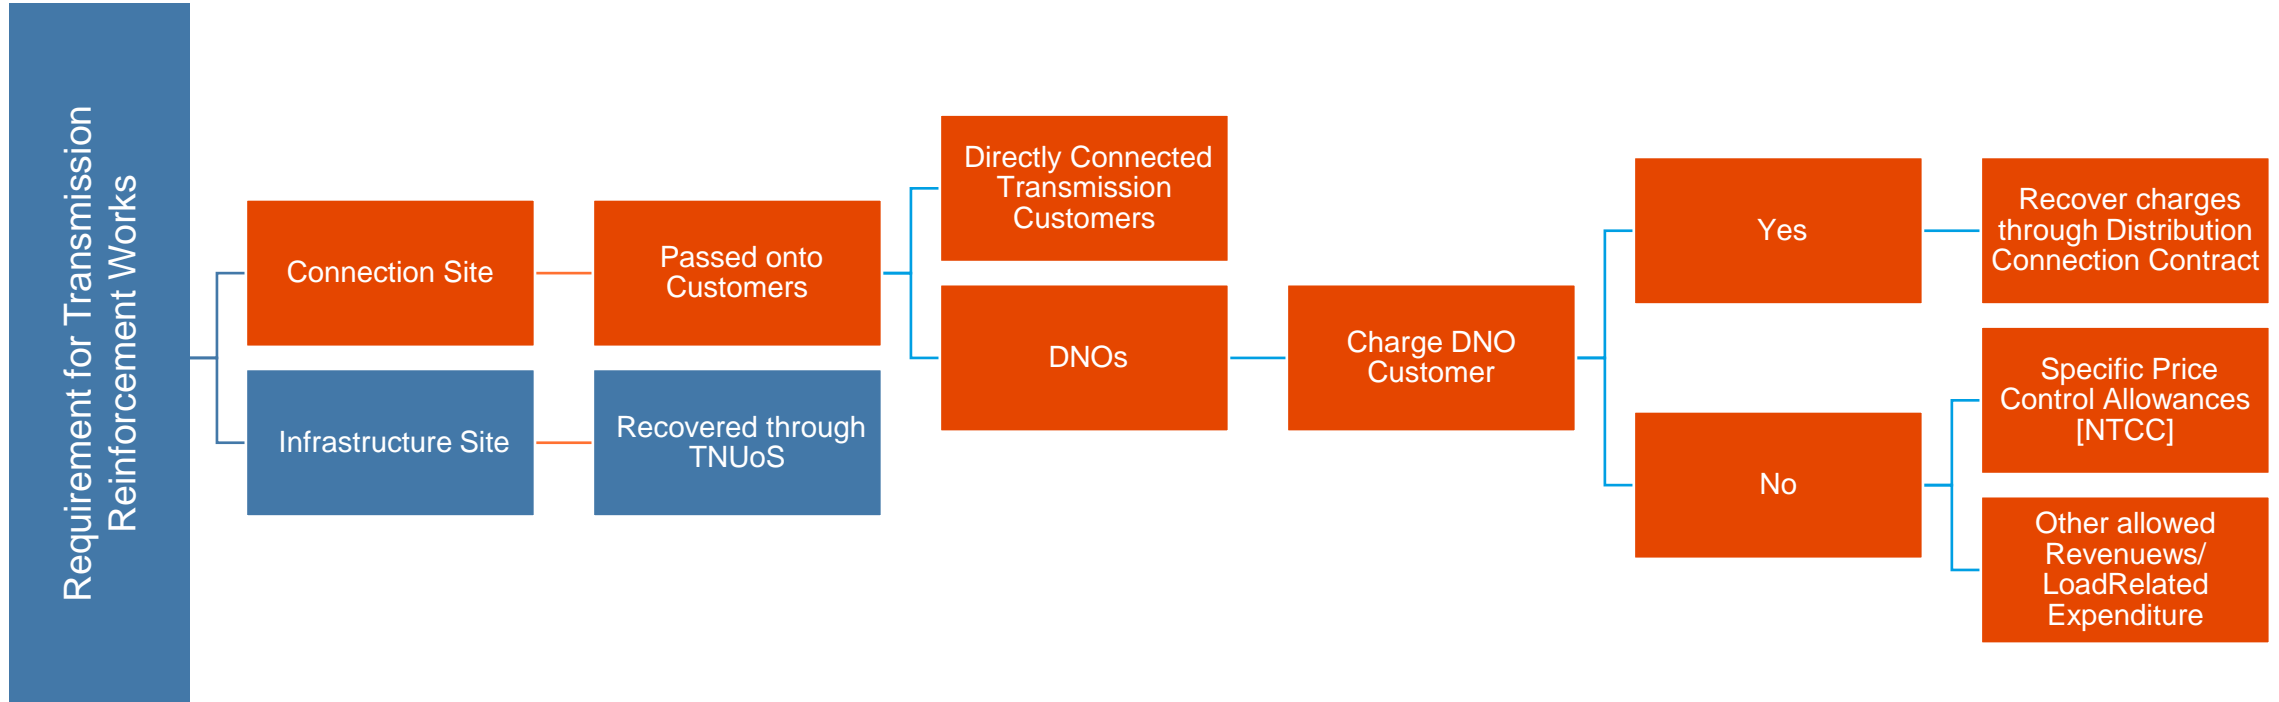 Requirement for Transmission
Reinforcement Works
Connection Site
Infrastructure Site
Passed onto
Customers
Recovered through
TNUoS
Directly Connected
Transmission
Customers
DNOs
Charge DNO
Customer
Yes
No
Recover charges
through Distribution
Connection Contract
Specific Price
Control Allowances
[NTCC]
Other allowed
Revenuews/
LoadRelated
Expenditure